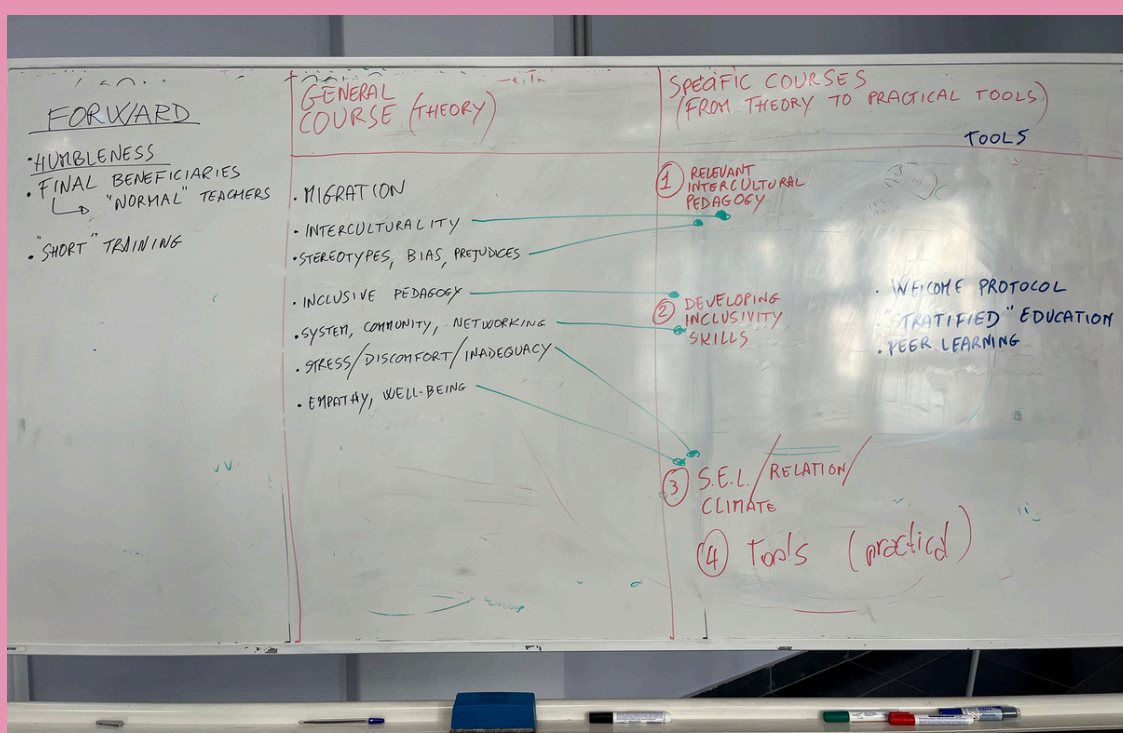 FORWARD
• HUMBLENESS
• FINAL BENEFICIARIES
"NORMAL" TEACHERS
• "SHORT" TRAINING
GENERAL
COURSE (THEORY)
• MIGRATION
• INTERCULTURALITY
• STEREOTYPES, BIAS, PREJUDICES
• INCLUSIVE PEDAGOGY
• SYSTEM, COMMUNITY, NETWORKING
• STRESS/DISCOMFORT/INADEQUACY
• EMPATHY, WELL-BEING
SPECIFIC COURSES
(FROM THEORY TO PRACTICAL TOOLS)
TOOLS
1 RELEVANT
INTERCULTURAL
PEDAGOGY
2 DEVELOPING
INCLUSIVITY
SKILLS
• WELCOME PROTOCOL
• "STRATIFIED" EDUCATION
• PEER LEARNING
3 S.E.L./RELATION/
CLIMATE
4 Tools (practical)